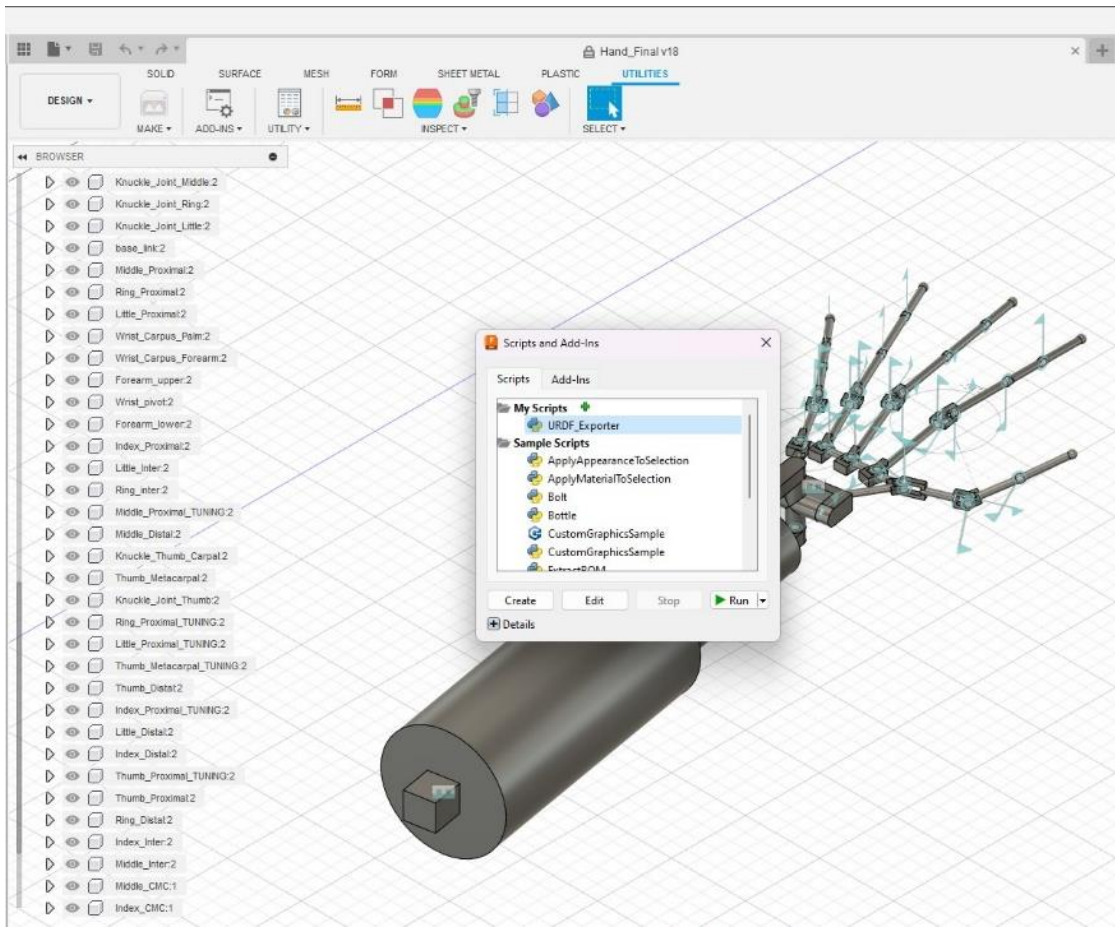 Hand_Final v18
SOLID SURFACE MESH FORM SHEET METAL PLASTIC UTILITIES
DESIGN
MAKE ADD-INS UTILITY INSPECT SELECT
BROWSER
Knuckle_Joint_Middle:2
Knuckle_Joint_Ring:2
Knuckle_Joint_Little:2
base_link:2
Middle_Proximal:2
Ring_Proximal:2
Little_Proximal:2
Wrist_Carpus_Palm:2
Wrist_Carpus_Forearm:2
Forearm_upper:2
Wrist_pivot:2
Forearm_lower:2
Index_Proximal:2
Little_Inter:2
Ring_inter:2
Middle_Proximal_TUNING:2
Middle_Distal:2
Knuckle_Thumb_Carpal:2
Thumb_Metacarpal:2
Knuckle_Joint_Thumb:2
Ring_Proximal_TUNING:2
Little_Proximal_TUNING:2
Thumb_Metacarpal_TUNING:2
Thumb_Distal:2
Index_Proximal_TUNING:2
Little_Distal:2
Index_Distal:2
Thumb_Proximal_TUNING:2
Thumb_Proximal:2
Ring_Distal:2
Index_Inter:2
Middle_Inter:2
Middle_CMC:1
Index_CMC:1
Scripts and Add-Ins
Scripts Add-Ins
My Scripts
URDF_Exporter
Sample Scripts
ApplyAppearanceToSelection
ApplyMaterialToSelection
Bolt
Bottle
CustomGraphicsSample
CustomGraphicsSample
Create Edit Stop Run
Details